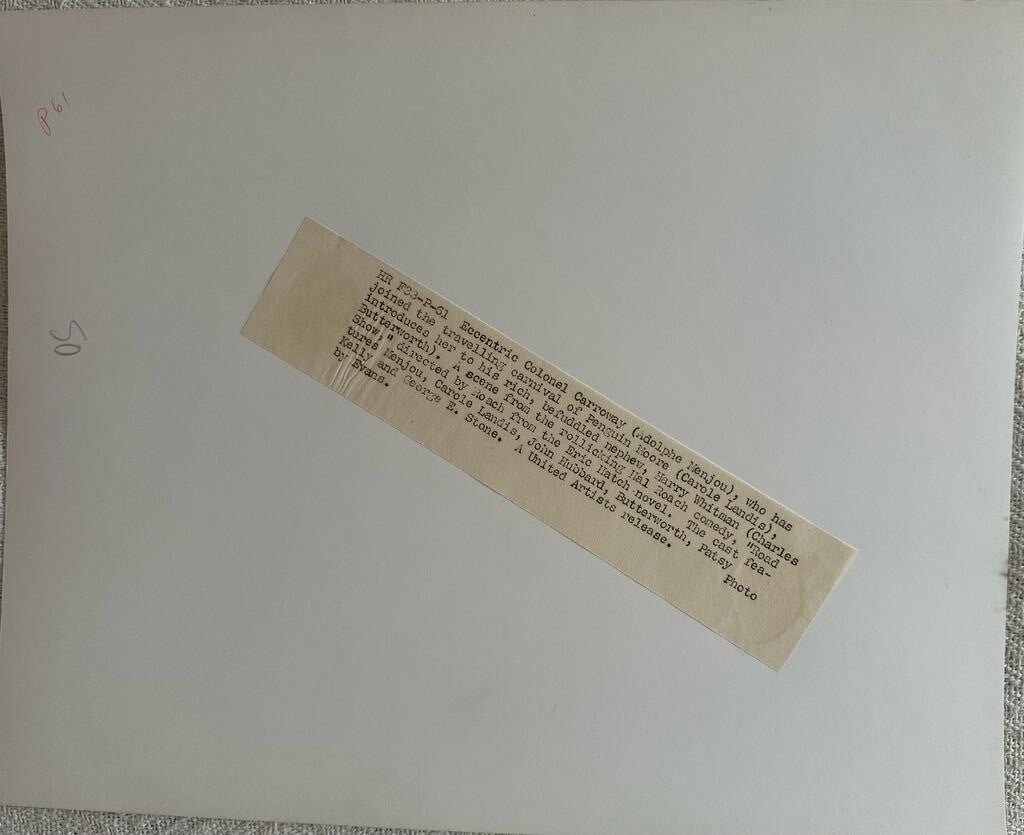 P61
50
HR F33-P-61 Eccentric Colonel Carroway (Adolphe Menjou), who has
joined the travelling carnival of Penguin Moore (Carole Landis),
introduces her to his rich, befuddled nephew, Harry Whitman (Charles
Butterworth). A scene from the rollicking Hal Roach comedy, "Road
Show," directed by Roach from the Eric Hatch novel. The cast fea-
tures Menjou, Carole Landis, John Hubbard, Butterworth, Patsy
Kelly and George E. Stone. A United Artists release. Photo
by Evans.